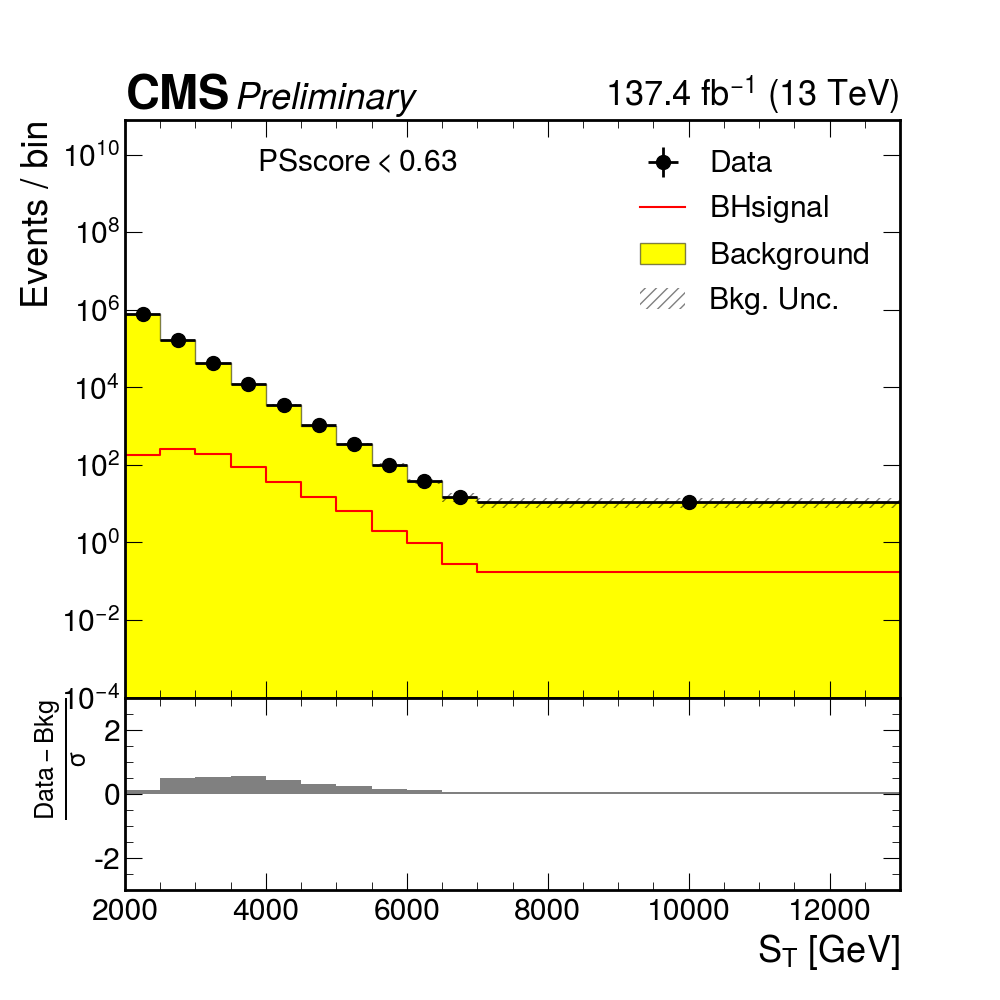 CMS Preliminary 137.4 fb⁻¹ (13 TeV)
Events / bin
PSscore < 0.63
Data
BHsignal
Background
Bkg. Unc.
10¹⁰
10⁸
10⁶
10⁴
10²
10⁰
10⁻²
10⁻⁴
Data − Bkg
σ
2
0
-2
2000 4000 6000 8000 10000 12000
S_T [GeV]